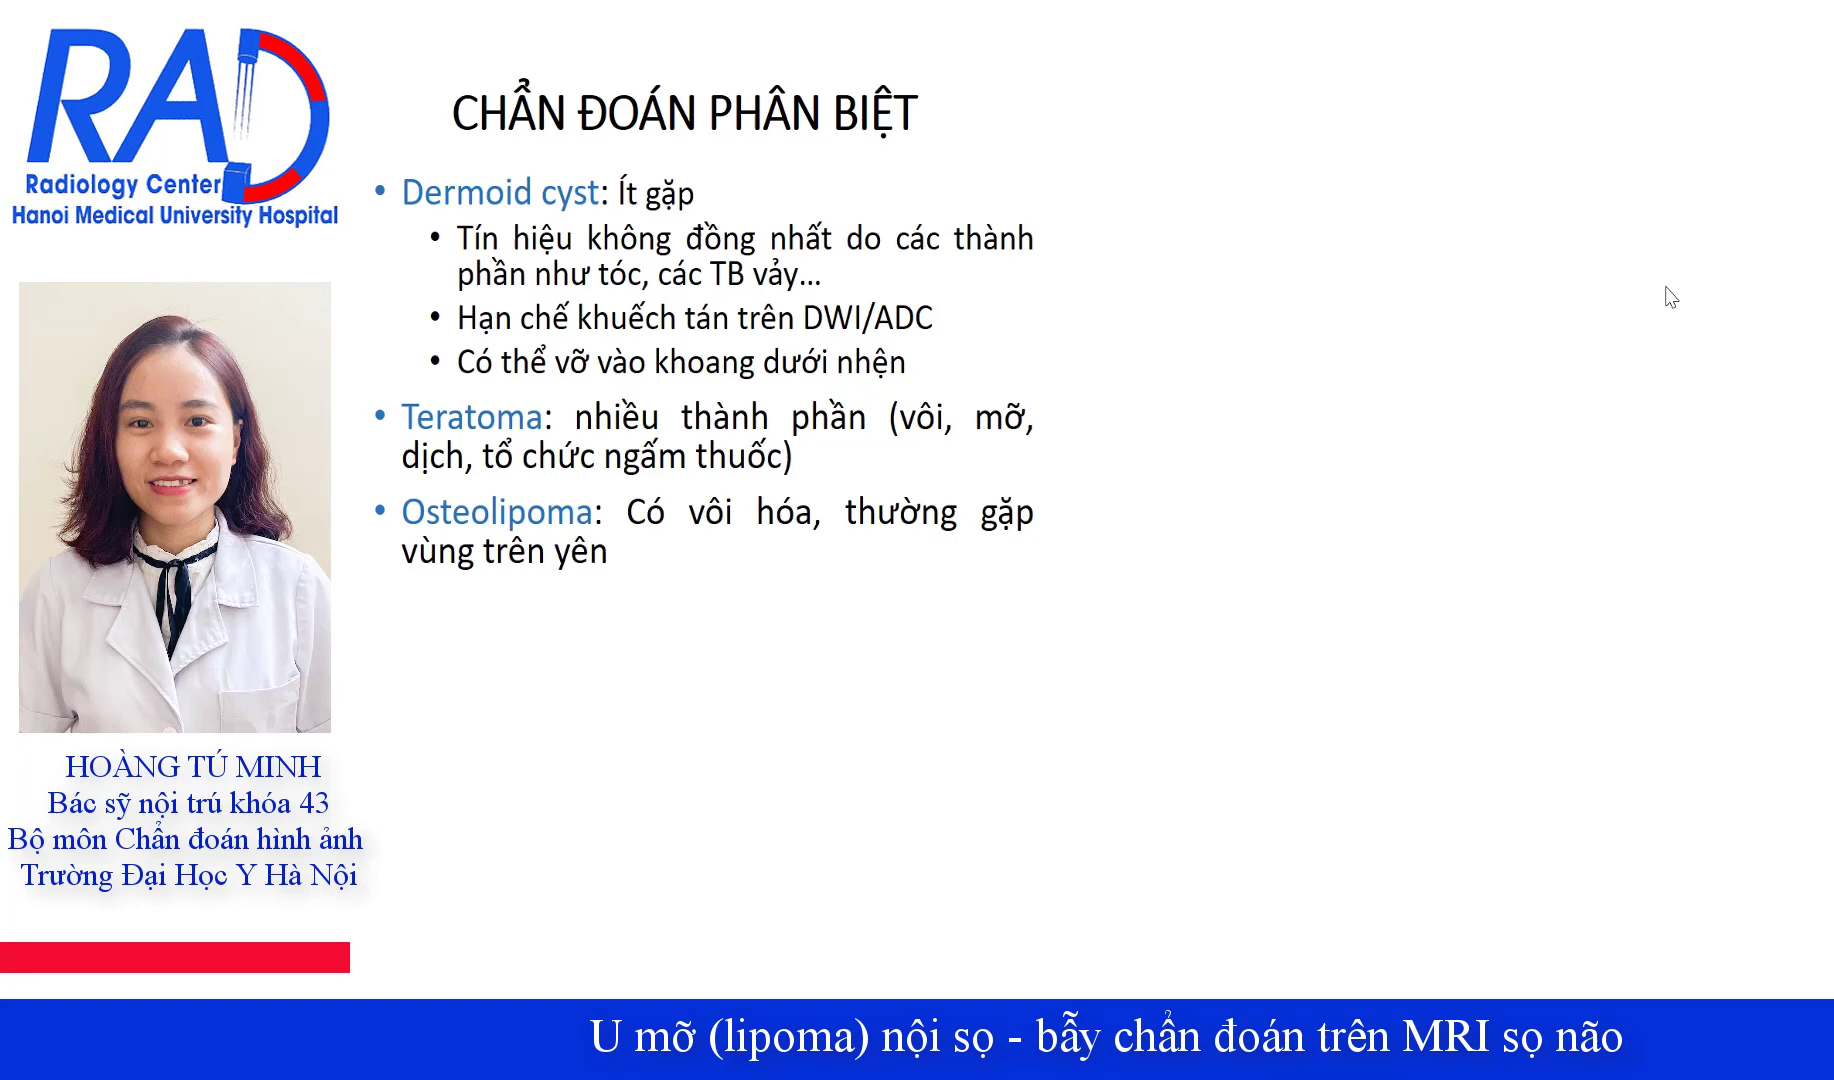 RAD
Radiology Center
Hanoi Medical University Hospital
CHẨN ĐOÁN PHÂN BIỆT
• Dermoid cyst: Ít gặp
• Tín hiệu không đồng nhất do các thành
phần như tóc, các TB vảy...
• Hạn chế khuếch tán trên DWI/ADC
• Có thể vỡ vào khoang dưới nhện
• Teratoma: nhiều thành phần (vôi, mỡ,
dịch, tổ chức ngấm thuốc)
• Osteolipoma: Có vôi hóa, thường gặp
vùng trên yên
HOÀNG TÚ MINH
Bác sỹ nội trú khóa 43
Bộ môn Chẩn đoán hình ảnh
Trường Đại Học Y Hà Nội
U mỡ (lipoma) nội sọ - bẫy chẩn đoán trên MRI sọ não